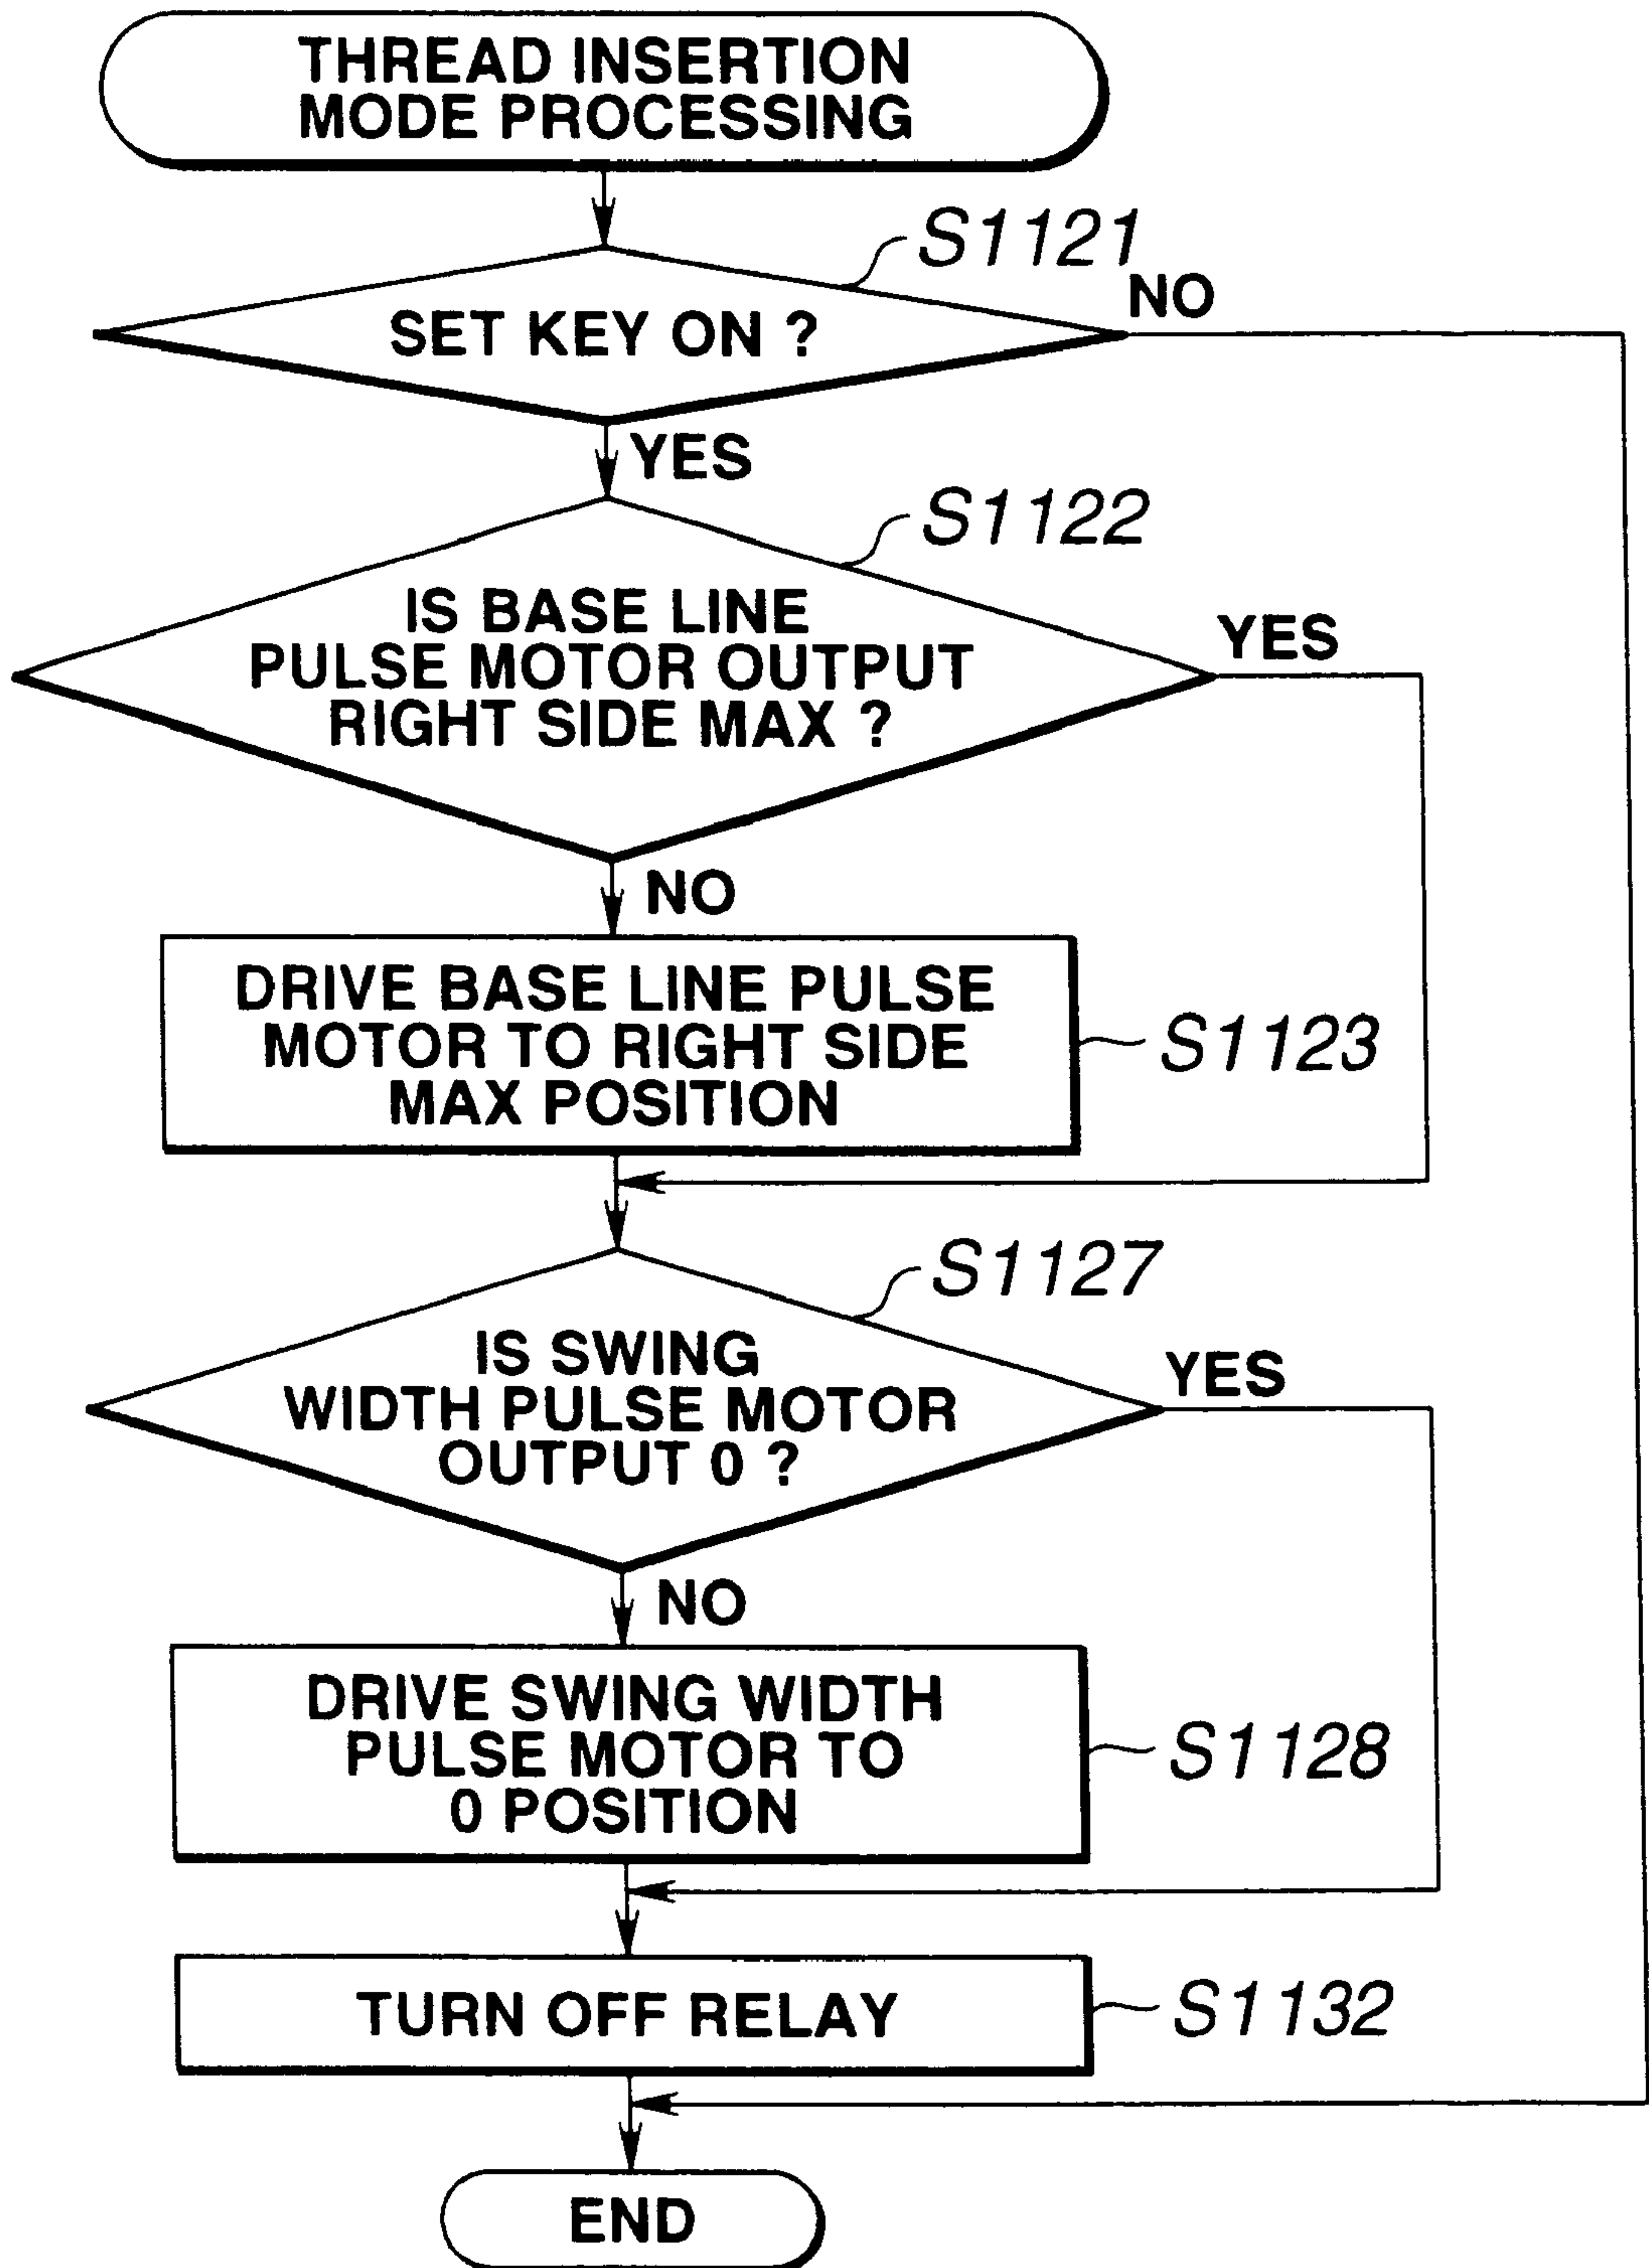 THREAD INSERTION
MODE PROCESSING
S1121
NO
SET KEY ON ?
YES
S1122
IS BASE LINE
PULSE MOTOR OUTPUT
RIGHT SIDE MAX ?
YES
NO
DRIVE BASE LINE PULSE
MOTOR TO RIGHT SIDE
MAX POSITION
S1123
S1127
IS SWING
WIDTH PULSE MOTOR
OUTPUT 0 ?
YES
NO
DRIVE SWING WIDTH
PULSE MOTOR TO
0 POSITION
S1128
TURN OFF RELAY
S1132
END